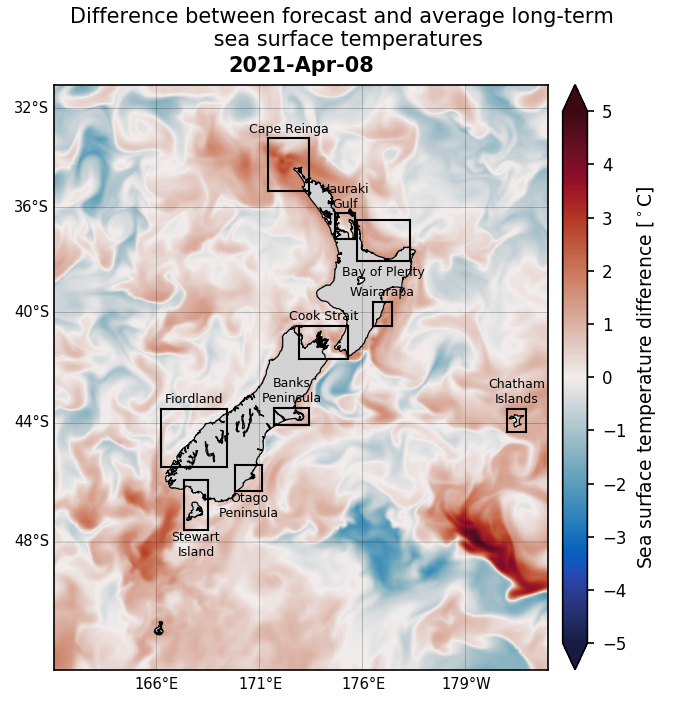 Difference between forecast and average long-term
sea surface temperatures
2021-Apr-08
32°S
36°S
40°S
44°S
48°S
166°E
171°E
176°E
179°W
Cape Reinga
Hauraki
Gulf
Bay of Plenty
Wairarapa
Cook Strait
Banks
Peninsula
Fiordland
Chatham
Islands
Otago
Peninsula
Stewart
Island
5
4
3
2
1
0
−1
−2
−3
−4
−5
Sea surface temperature difference [°C]